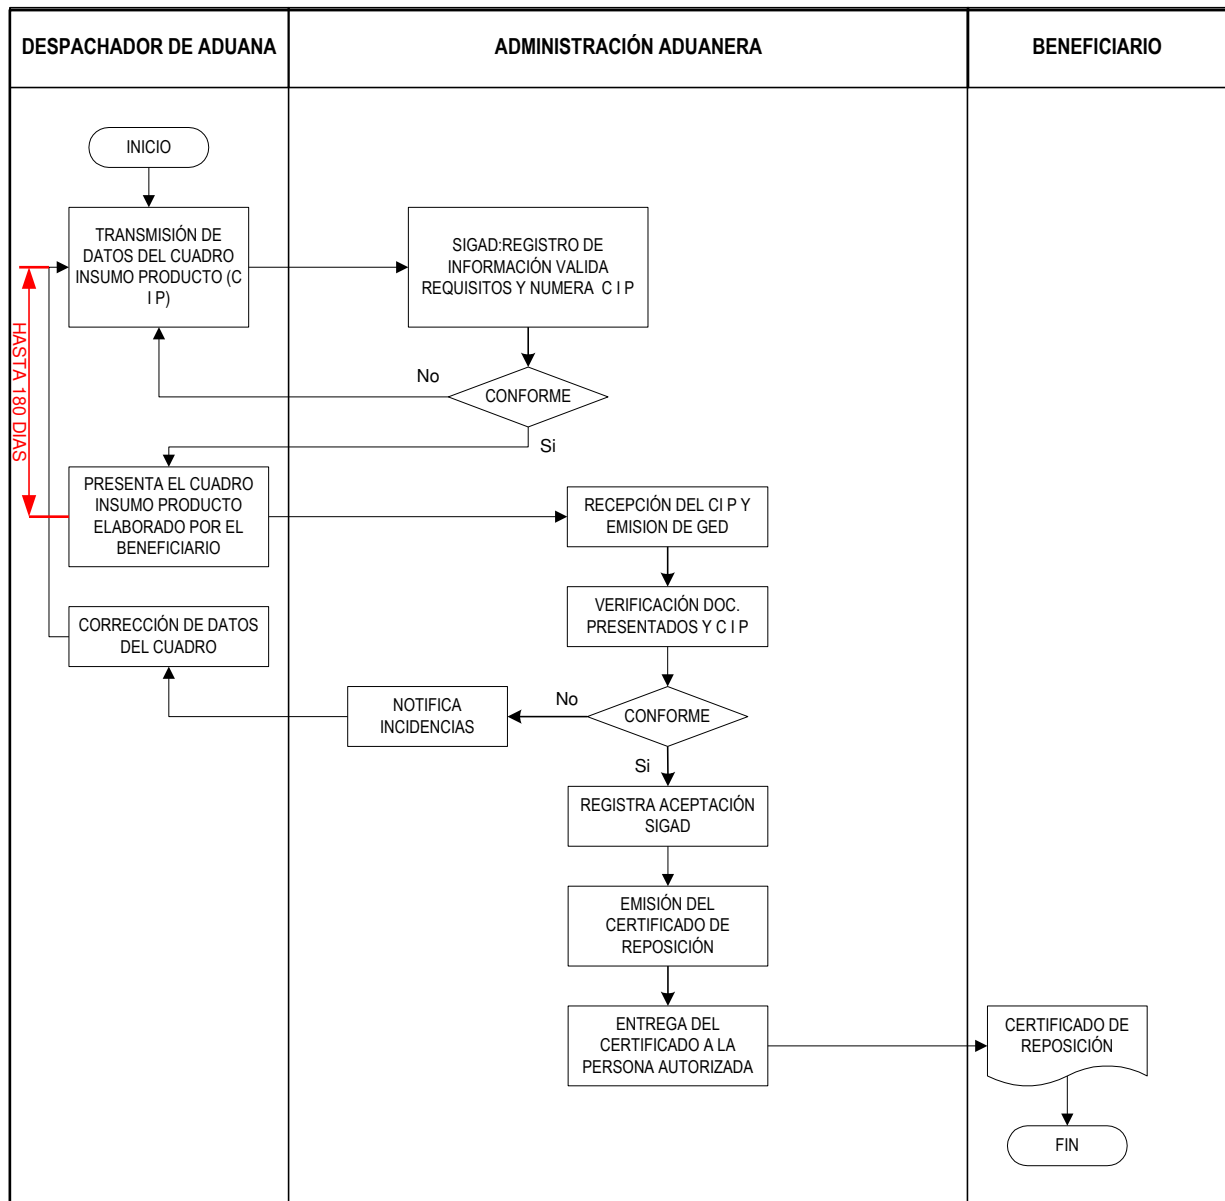 DESPACHADOR DE ADUANA
ADMINISTRACIÓN ADUANERA
BENEFICIARIO
INICIO
TRANSMISIÓN DE
DATOS DEL CUADRO
INSUMO PRODUCTO (C
I P)
SIGAD:REGISTRO DE
INFORMACIÓN VALIDA
REQUISITOS Y NUMERA C I P
HASTA 180 DIAS
No
CONFORME
Si
PRESENTA EL CUADRO
INSUMO PRODUCTO
ELABORADO POR EL
BENEFICIARIO
RECEPCIÓN DEL CI P Y
EMISION DE GED
VERIFICACIÓN DOC.
PRESENTADOS Y C I P
CORRECCIÓN DE DATOS
DEL CUADRO
NOTIFICA
INCIDENCIAS
No
CONFORME
Si
REGISTRA ACEPTACIÓN
SIGAD
EMISIÓN DEL
CERTIFICADO DE
REPOSICIÓN
ENTREGA DEL
CERTIFICADO A LA
PERSONA AUTORIZADA
CERTIFICADO DE
REPOSICIÓN
FIN